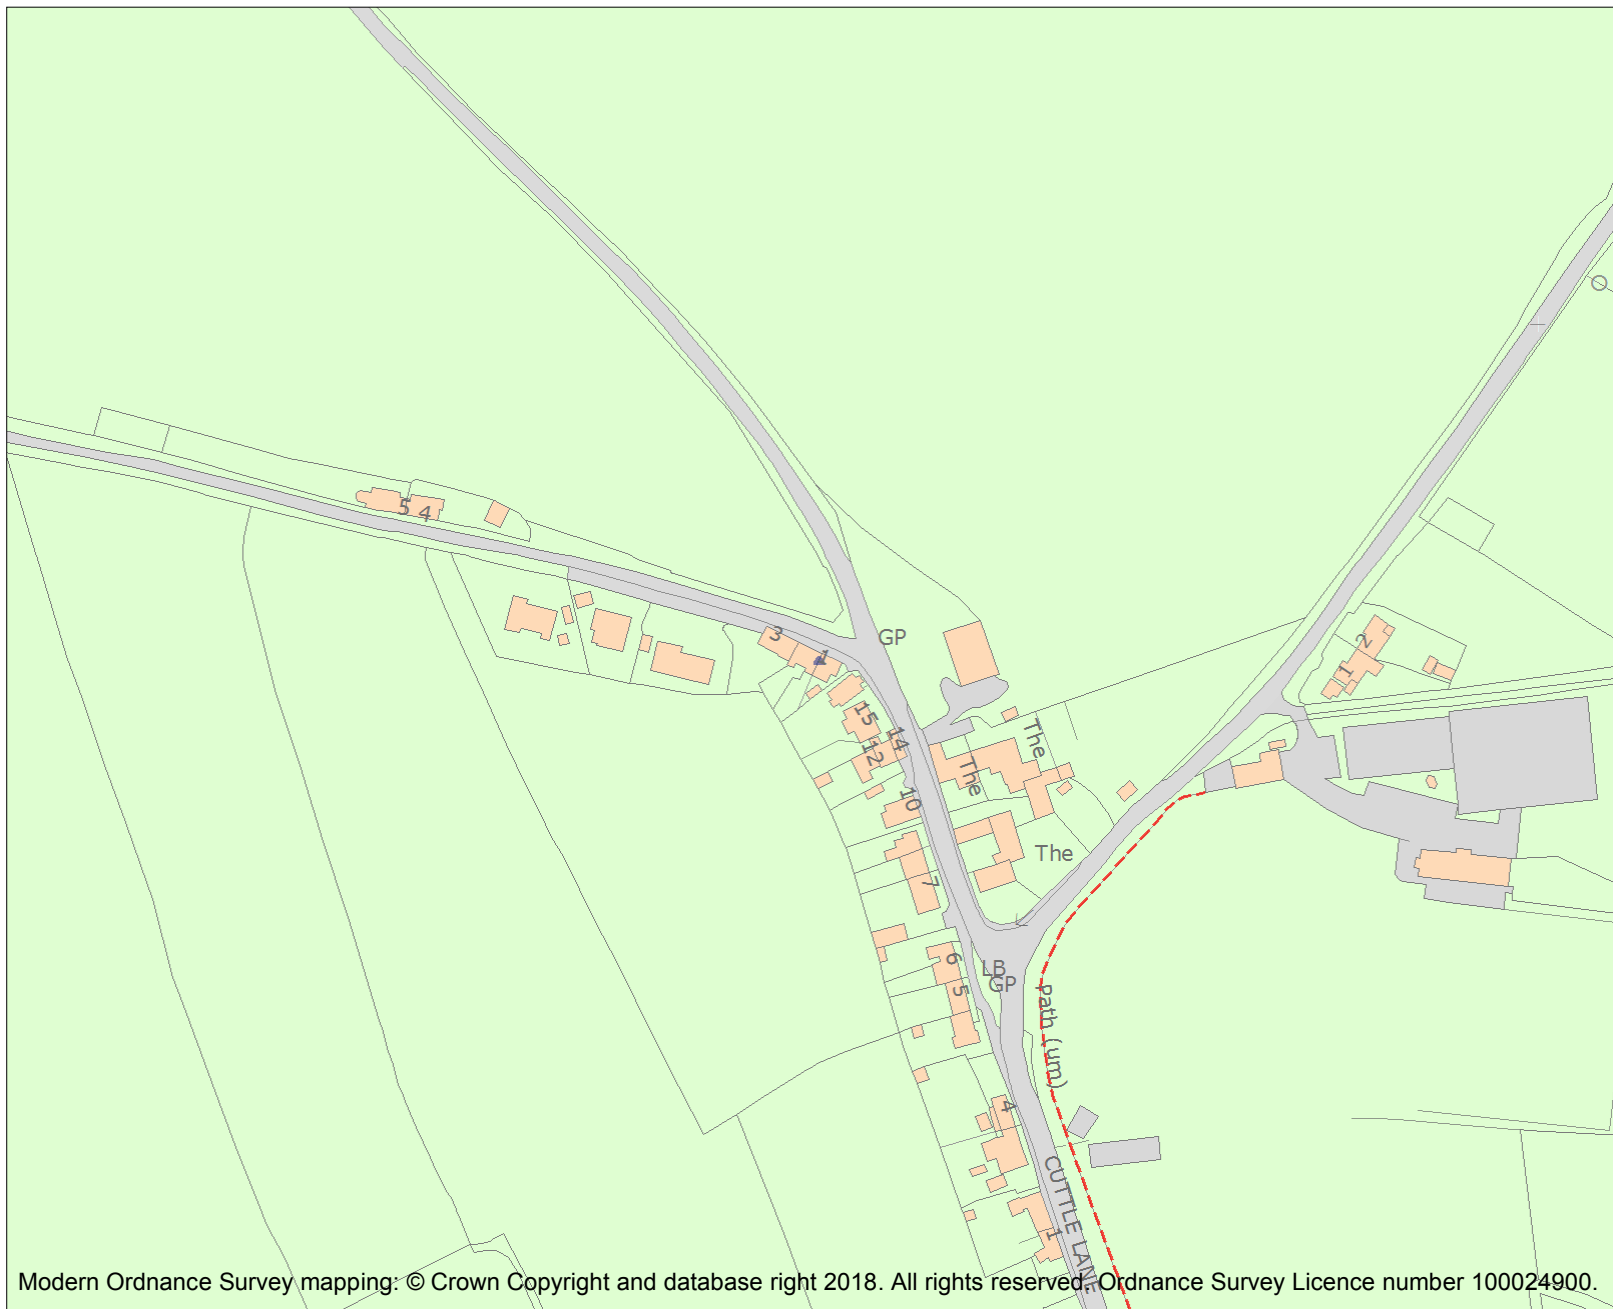 5
4
3
1
GP
2
1
15
14
12
The
The
10
The
7
6
LB
GP
5
Path (um)
4
CUTTLE LANE
1
Modern Ordnance Survey mapping: © Crown Copyright and database right 2018. All rights reserved. Ordnance Survey Licence number 100024900.